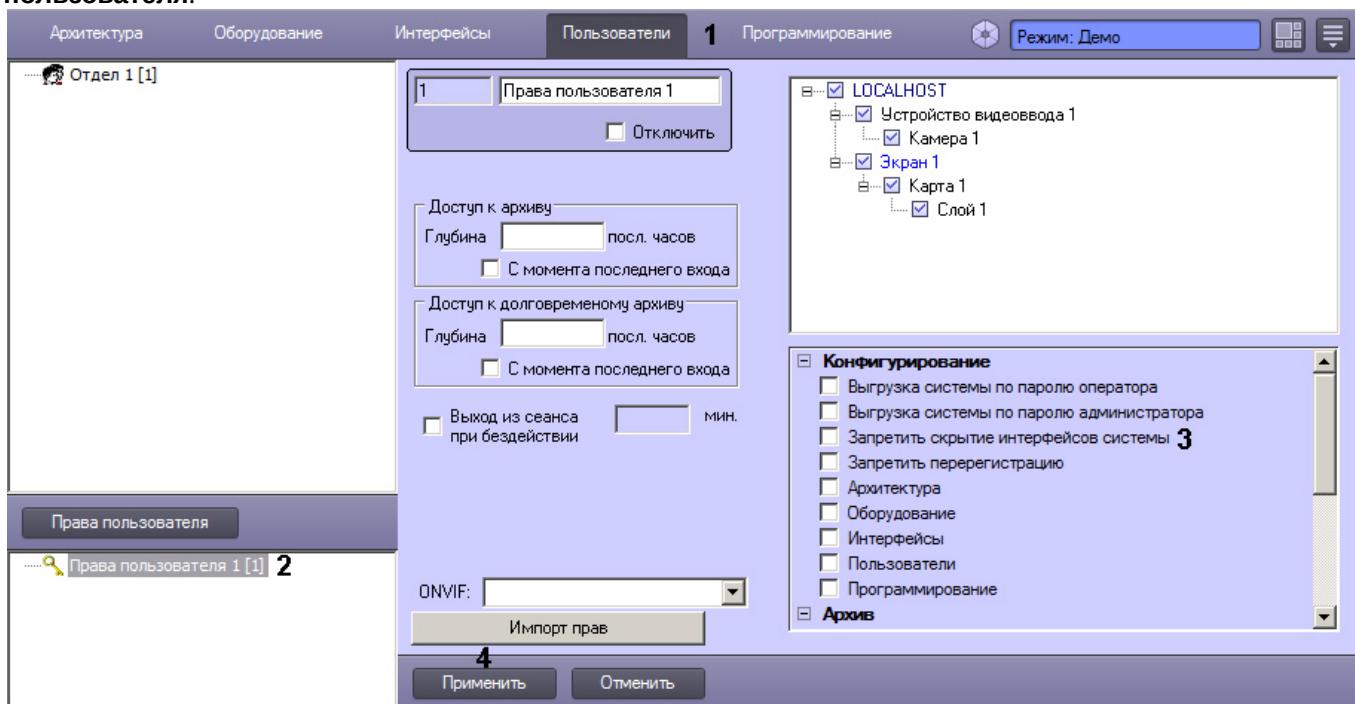 пользователя.
Архитектура Оборудование Интерфейсы Пользователи 1 Программирование Режим: Демо
Отдел 1 [1]
1 Права пользователя 1
Отключить
Доступ к архиву
Глубина посл. часов
С момента последнего входа
Доступ к долговременому архиву
Глубина посл. часов
С момента последнего входа
Выход из сеанса
при бездействии
мин.
ONVIF:
Импорт прав
4
Применить Отменить
LOCALHOST
Устройство видеоввода 1
Камера 1
Экран 1
Карта 1
Слой 1
Конфигурирование
Выгрузка системы по паролю оператора
Выгрузка системы по паролю администратора
Запретить скрытие интерфейсов системы 3
Запретить перерегистрацию
Архитектура
Оборудование
Интерфейсы
Пользователи
Программирование
Архив
Права пользователя
Права пользователя 1 [1] 2